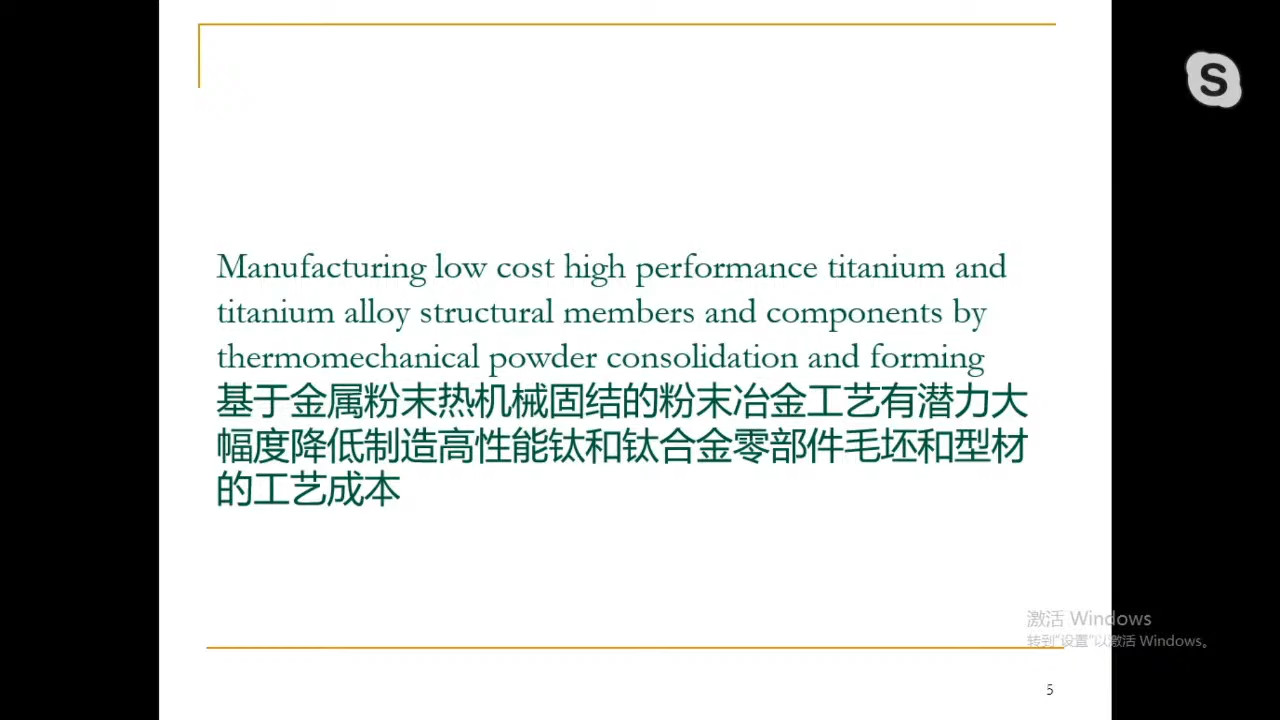 S
Manufacturing low cost high performance titanium and
titanium alloy structural members and components by
thermomechanical powder consolidation and forming
基于金属粉末热机械固结的粉末冶金工艺有潜力大
幅度降低制造高性能钛和钛合金零部件毛坯和型材
的工艺成本
激活 Windows
转到"设置"以激活 Windows。
5